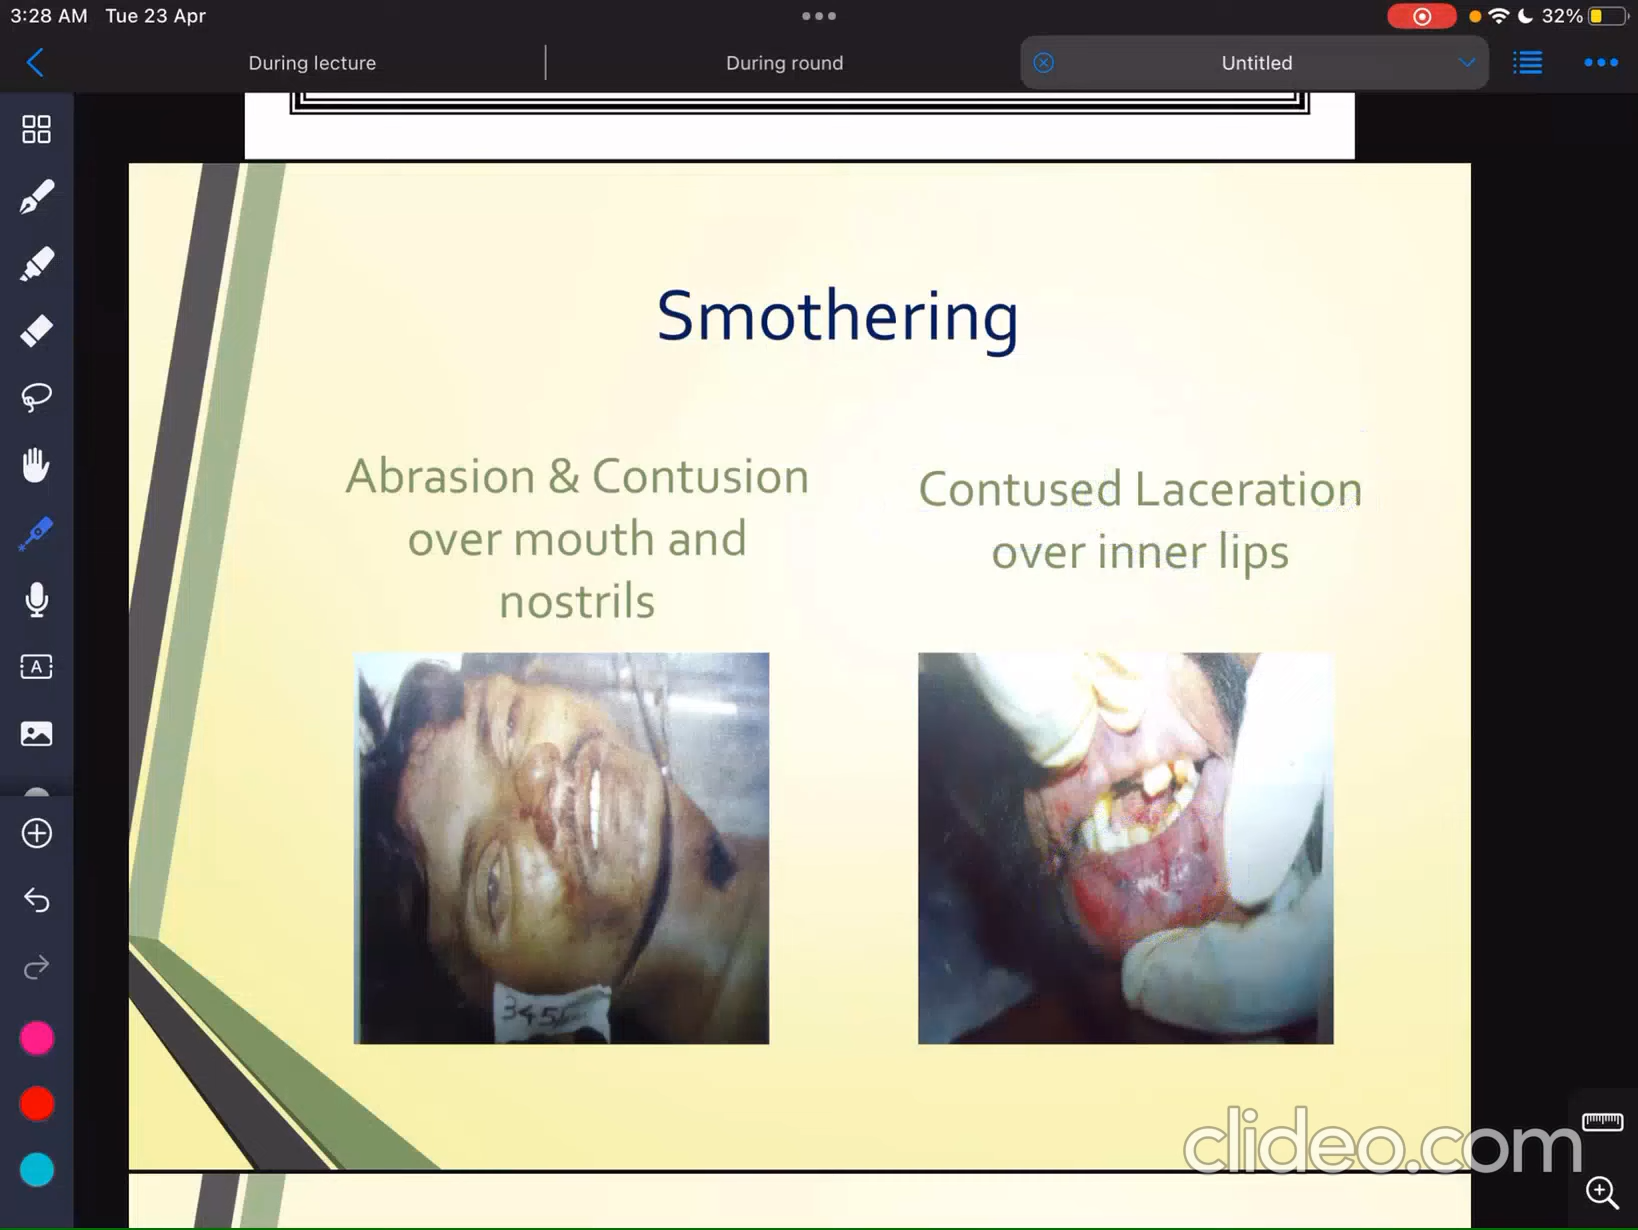 3:28 AM Tue 23 Apr
32%
During lecture
During round
Untitled
Smothering
Abrasion & Contusion
over mouth and
nostrils
Contused Laceration
over inner lips
A
clideo.com